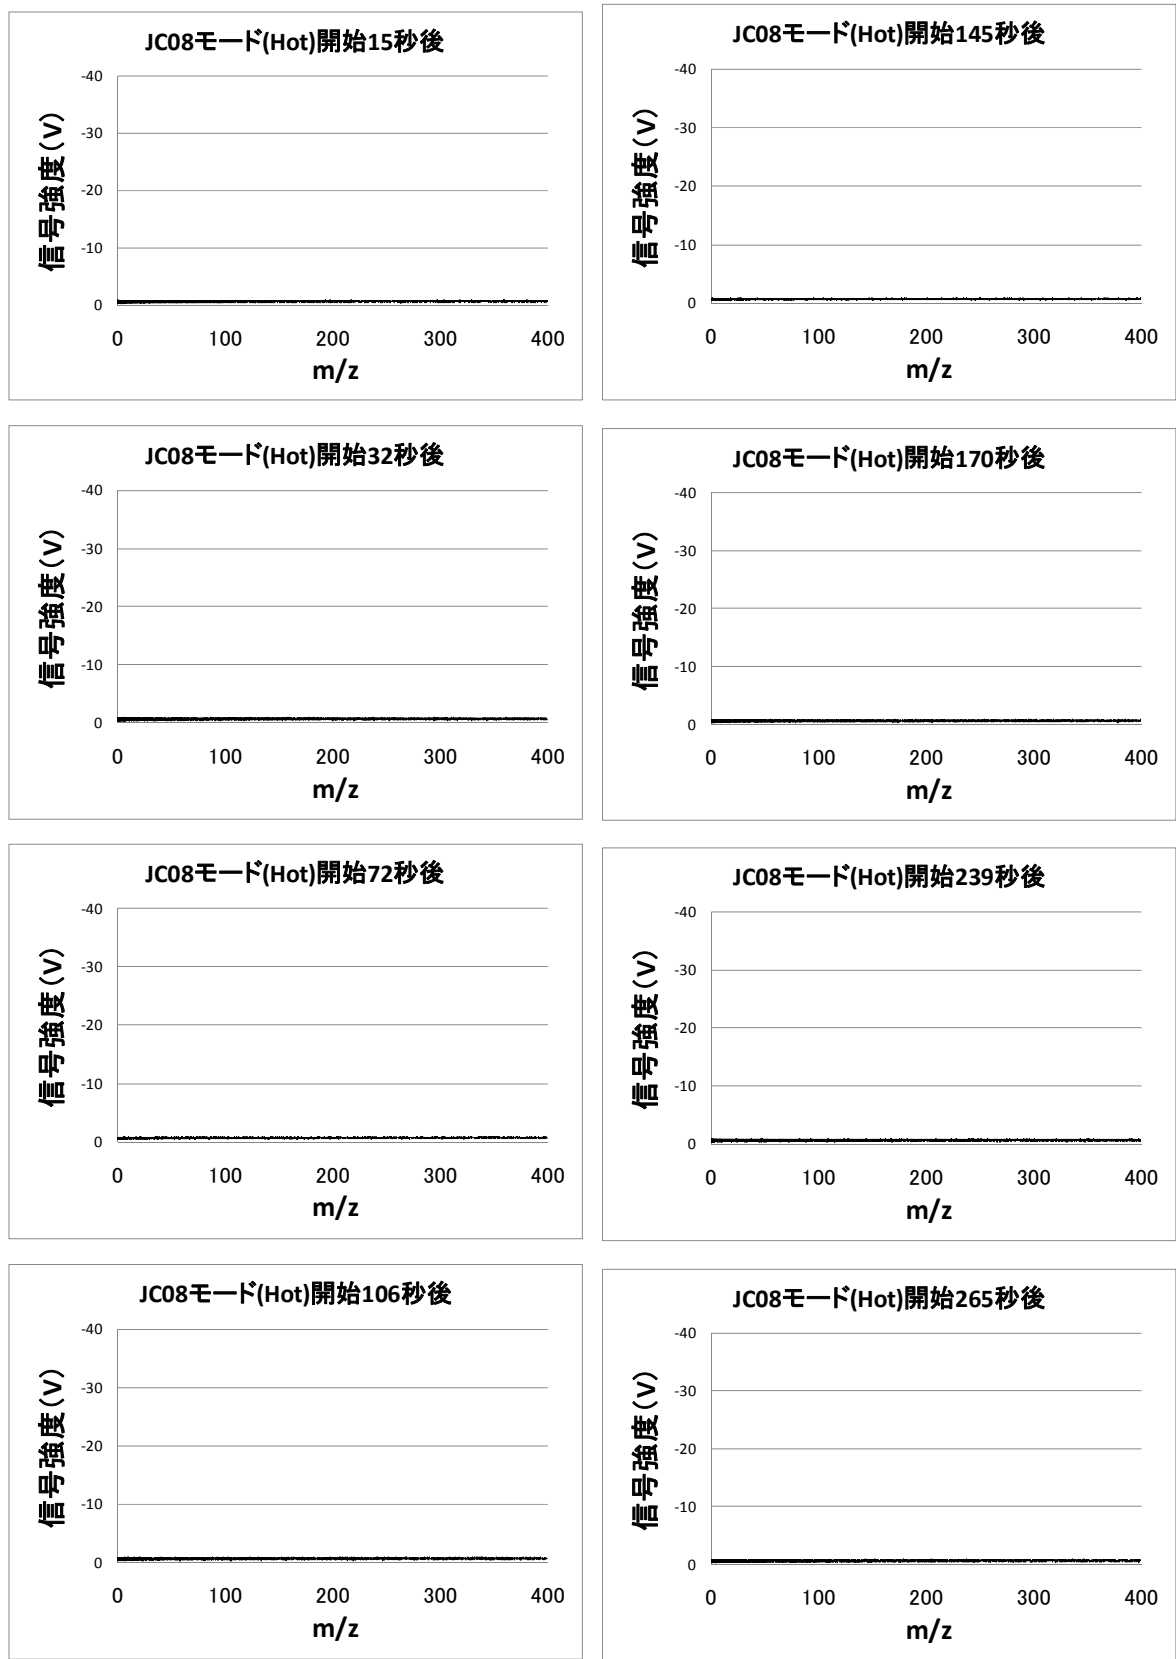 JC08モード(Hot)開始15秒後
信号強度(V)
-40
-30
-20
-10
0
0 100 200 300 400
m/z
JC08モード(Hot)開始145秒後
信号強度(V)
-40
-30
-20
-10
0
0 100 200 300 400
m/z
JC08モード(Hot)開始32秒後
信号強度(V)
-40
-30
-20
-10
0
0 100 200 300 400
m/z
JC08モード(Hot)開始170秒後
信号強度(V)
-40
-30
-20
-10
0
0 100 200 300 400
m/z
JC08モード(Hot)開始72秒後
信号強度(V)
-40
-30
-20
-10
0
0 100 200 300 400
m/z
JC08モード(Hot)開始239秒後
信号強度(V)
-40
-30
-20
-10
0
0 100 200 300 400
m/z
JC08モード(Hot)開始106秒後
信号強度(V)
-40
-30
-20
-10
0
0 100 200 300 400
m/z
JC08モード(Hot)開始265秒後
信号強度(V)
-40
-30
-20
-10
0
0 100 200 300 400
m/z